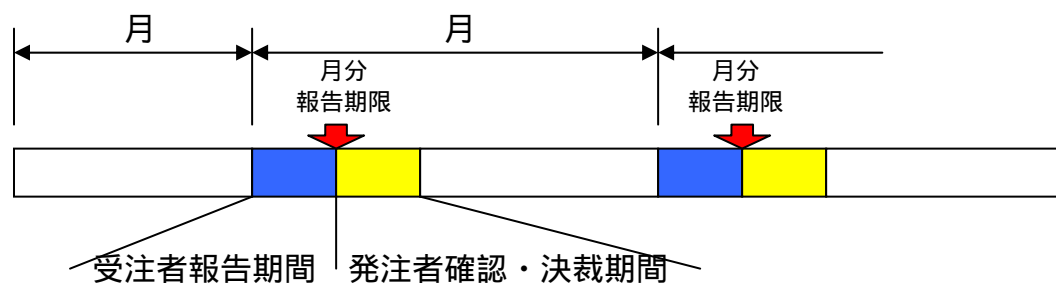 月
月
月分
報告期限
月分
報告期限
受注者報告期間
発注者確認・決裁期間